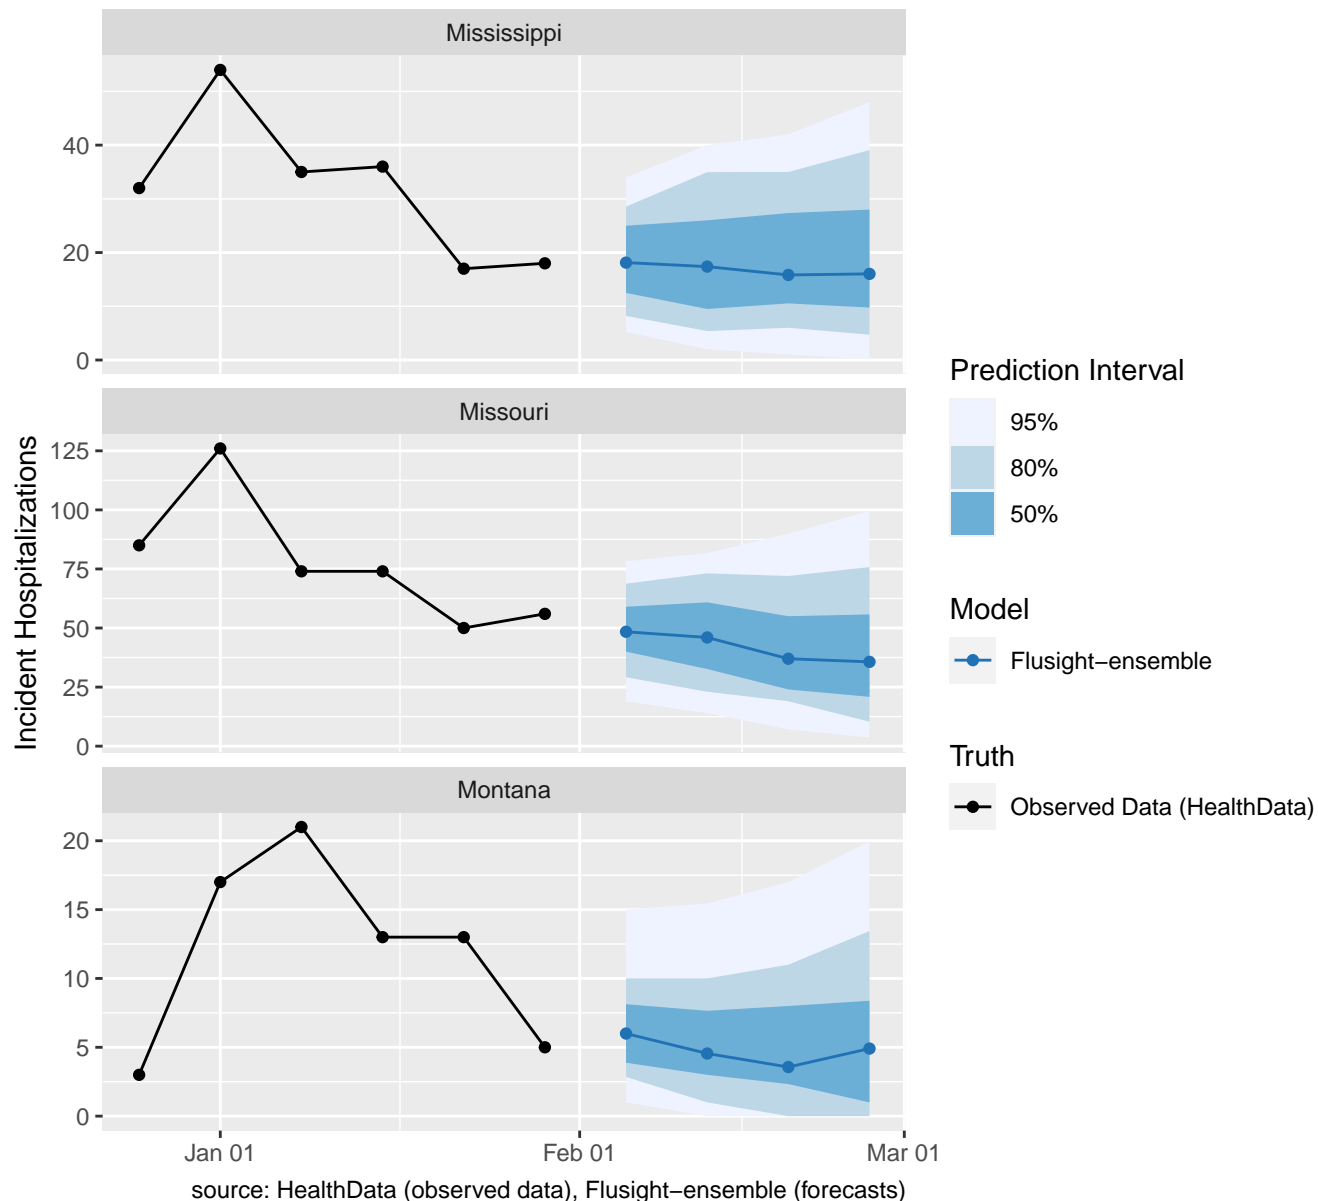 Mississippi
40
20
0
Missouri
125
100
75
50
25
0
Montana
20
15
10
5
0
Incident Hospitalizations
Jan 01 Feb 01 Mar 01
source: HealthData (observed data), Flusight−ensemble (forecasts)
Prediction Interval
95%
80%
50%
Model
Flusight−ensemble
Truth
Observed Data (HealthData)